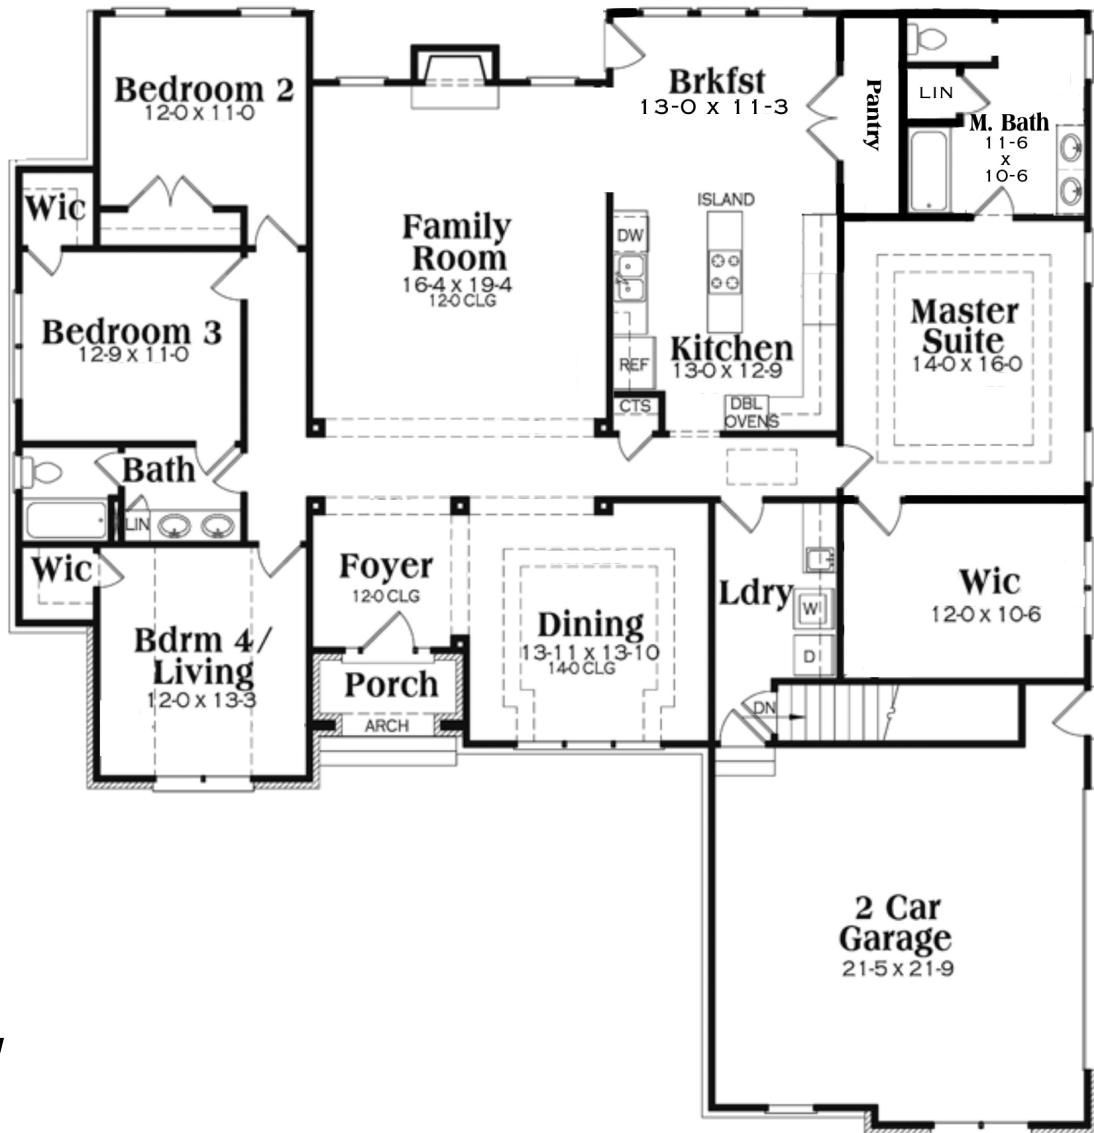 Bedroom 2
12-0 x 11-0
Brkfst
13-0 x 11-3
Pantry
LIN
M. Bath
11-6
x
10-6
Wic
Family
Room
16-4 x 19-4
12-0 CLG
ISLAND
DW
Bedroom 3
12-9 x 11-0
Kitchen
13-0 x 12-9
REF
CTS
DBL
OVENS
Master
Suite
14-0 x 16-0
Bath
LIN
Wic
Bdrm 4/
Living
12-0 x 13-3
Foyer
12-0 CLG
Porch
ARCH
Dining
13-11 x 13-10
14-0 CLG
Ldry
W
D
DN
Wic
12-0 x 10-6
2 Car
Garage
21-5 x 21-9